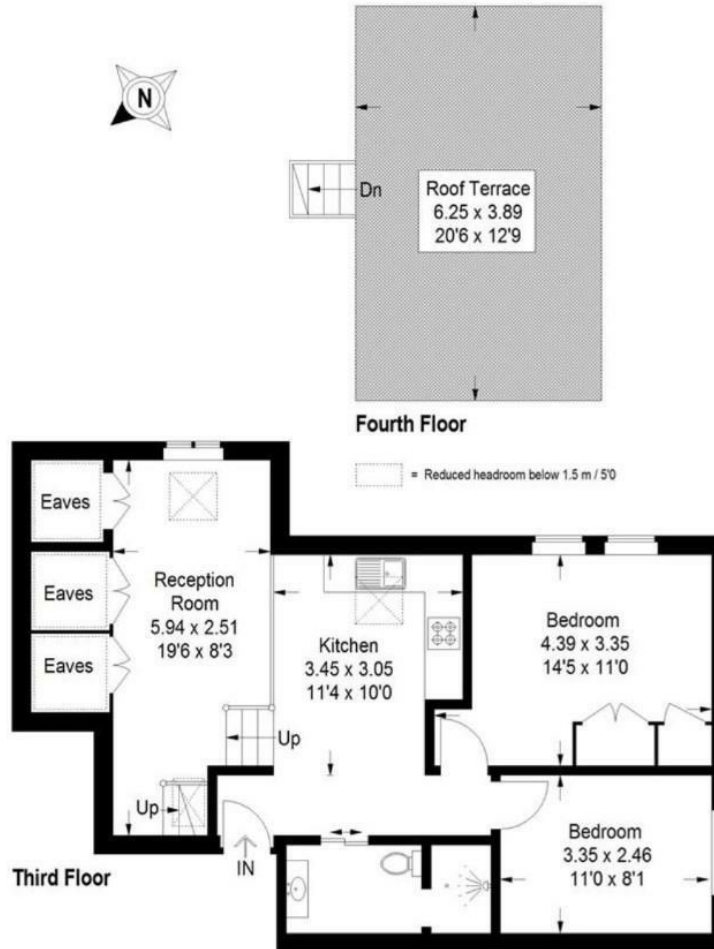 N
Dn
Roof Terrace
6.25 x 3.89
20'6 x 12'9
Fourth Floor
= Reduced headroom below 1.5 m / 5'0
Eaves
Eaves
Eaves
Reception
Room
5.94 x 2.51
19'6 x 8'3
Kitchen
3.45 x 3.05
11'4 x 10'0
Bedroom
4.39 x 3.35
14'5 x 11'0
Up
Up
IN
Bedroom
3.35 x 2.46
11'0 x 8'1
Third Floor